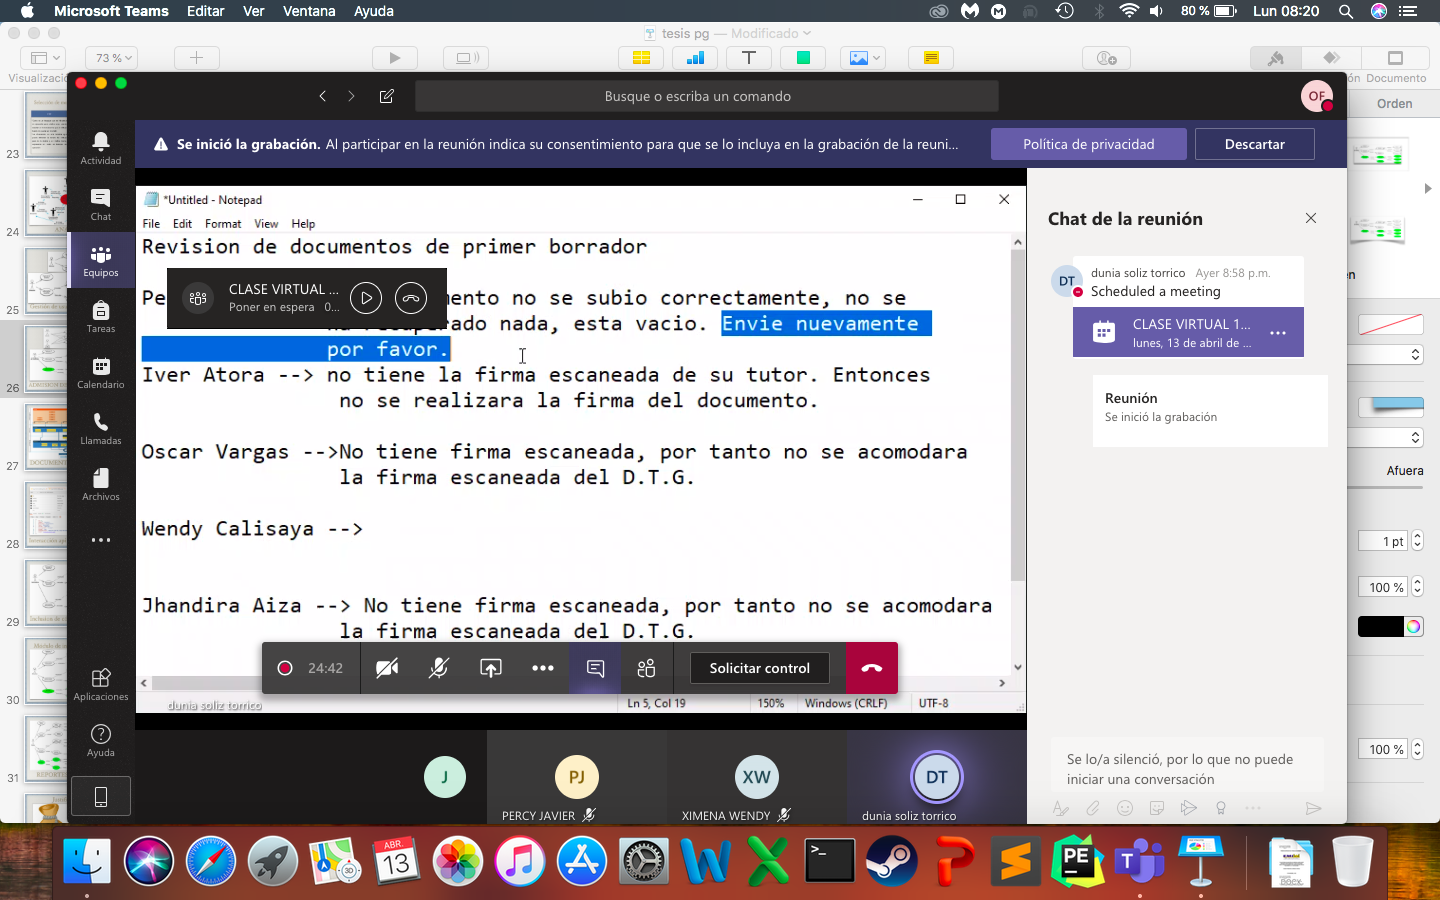 Microsoft Teams Editar Ver Ventana Ayuda 80 % Lun 08:20
tesis pg — Modificado
73 %
Visualizació
ón Documento
Orden
Busque o escriba un comando
OF
Se inició la grabación. Al participar en la reunión indica su consentimiento para que se lo incluya en la grabación de la reuni...
Política de privacidad
Descartar
Actividad
Chat
Equipos
Tareas
Calendario
Llamadas
Archivos
Aplicaciones
Ayuda
23
24
25
26
27
28
29
30
31
*Untitled - Notepad
File Edit Format View Help
Revision de documentos de primer borrador
Pe
mento no se subio correctamente, no se
ha recuperado nada, esta vacio. Envie nuevamente
por favor.
CLASE VIRTUAL ...
Poner en espera 0...
Iver Atora --> no tiene la firma escaneada de su tutor. Entonces
no se realizara la firma del documento.
Oscar Vargas -->No tiene firma escaneada, por tanto no se acomodara
la firma escaneada del D.T.G.
Wendy Calisaya -->
Jhandira Aiza --> No tiene firma escaneada, por tanto no se acomodara
la firma escaneada del D.T.G.
24:42
Solicitar control
dunia soliz torrico
Ln 5, Col 19 150% Windows (CRLF) UTF-8
J
PJ
PERCY JAVIER
XW
XIMENA WENDY
DT
dunia soliz torrico
Chat de la reunión
DT
dunia soliz torrico Ayer 8:58 p.m.
Scheduled a meeting
CLASE VIRTUAL 1...
lunes, 13 de abril de ...
Reunión
Se inició la grabación
Se lo/a silenció, por lo que no puede
iniciar una conversación
en
Afuera
1 pt
100 %
100 %
ABR.
13
3D
PE